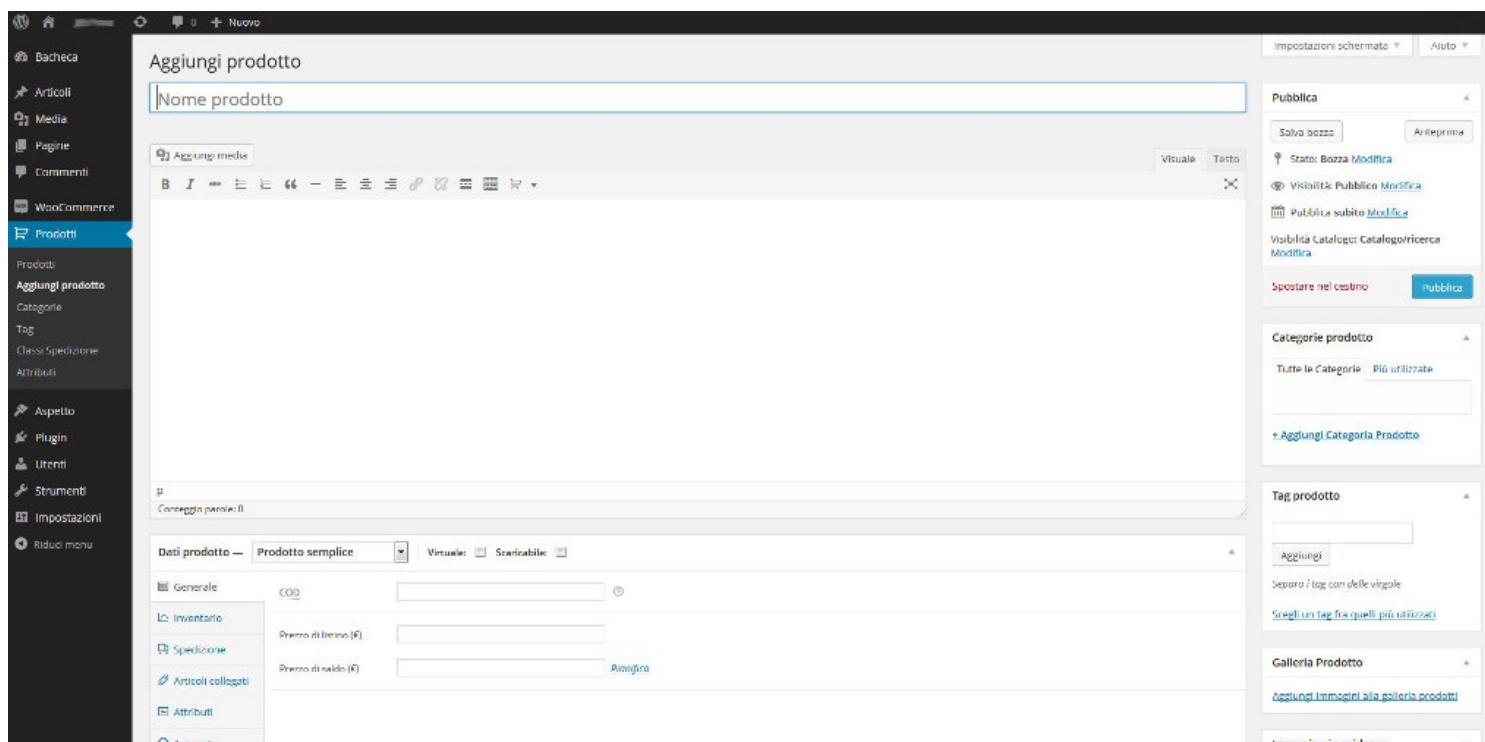 0 Nuovo
Impostazioni schermata Aiuto
Bacheca
Articoli
Media
Pagine
Commenti
WooCommerce
Prodotti
Prodotti
Aggiungi prodotto
Categorie
Tag
Classi Spedizione
Attributi
Aspetto
Plugin
Utenti
Strumenti
Impostazioni
Riduci menu
Aggiungi prodotto
Nome prodotto
Aggiungi media
Visuale Testo
B I
p
Conteggio parole: 0
Dati prodotto — Prodotto semplice Virtuale: Scaricabile:
Generale
Inventario
Spedizione
Articoli collegati
Attributi
COD
Prezzo di listino (€)
Prezzo di saldo (€) Pianifica
Pubblica
Salva bozza Anteprima
Stato: Bozza Modifica
Visibilità: Pubblico Modifica
Pubblica subito Modifica
Visibilità Catalogo: Catalogo/ricerca
Modifica
Spostare nel cestino Pubblica
Categorie prodotto
Tutte le Categorie Più utilizzate
+ Aggiungi Categoria Prodotto
Tag prodotto
Aggiungi
Separa i tag con delle virgole
Scegli un tag fra quelli più utilizzati
Galleria Prodotto
Aggiungi immagini alla galleria prodotti